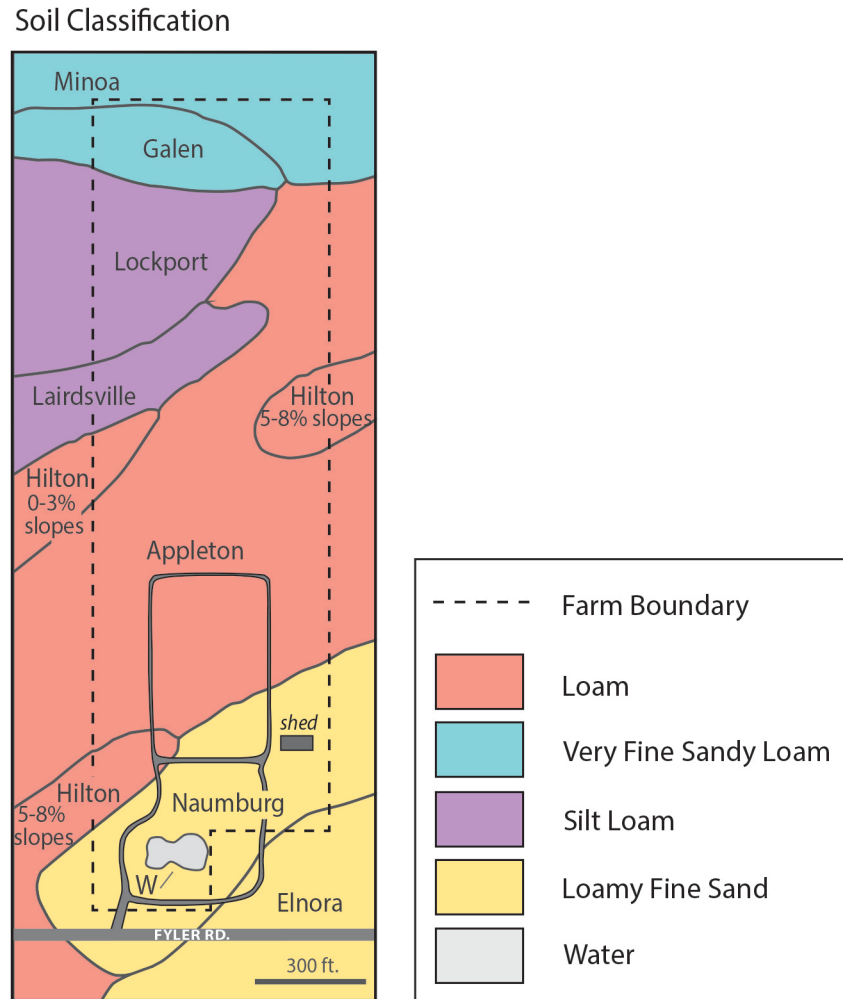 Soil Classification
Minoa
Galen
Lockport
Lairdsville
Hilton
5-8% slopes
Hilton
0-3%
slopes
Appleton
shed
Hilton
5-8%
slopes
Naumburg
W
Elnora
FYLER RD.
300 ft.
Farm Boundary
Loam
Very Fine Sandy Loam
Silt Loam
Loamy Fine Sand
Water